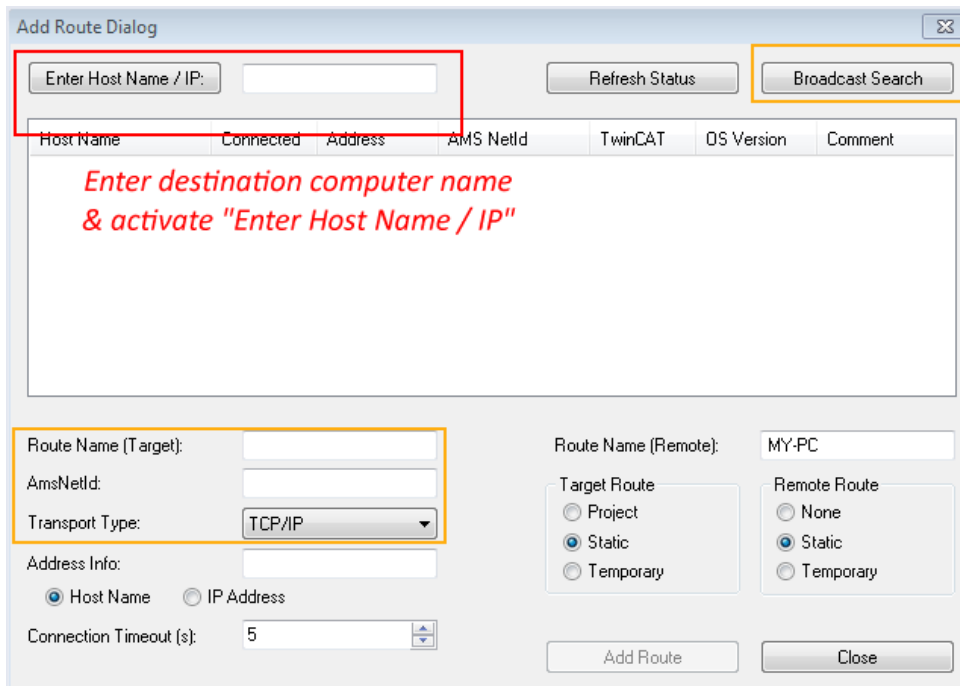 Add Route Dialog
Enter Host Name / IP:
Refresh Status
Broadcast Search
Host Name Connected Address AMS NetId TwinCAT OS Version Comment
Enter destination computer name
& activate "Enter Host Name / IP"
Route Name (Target):
AmsNetId:
Transport Type: TCP/IP
Address Info:
Host Name IP Address
Connection Timeout (s): 5
Route Name (Remote): MY-PC
Target Route
Project
Static
Temporary
Remote Route
None
Static
Temporary
Add Route
Close